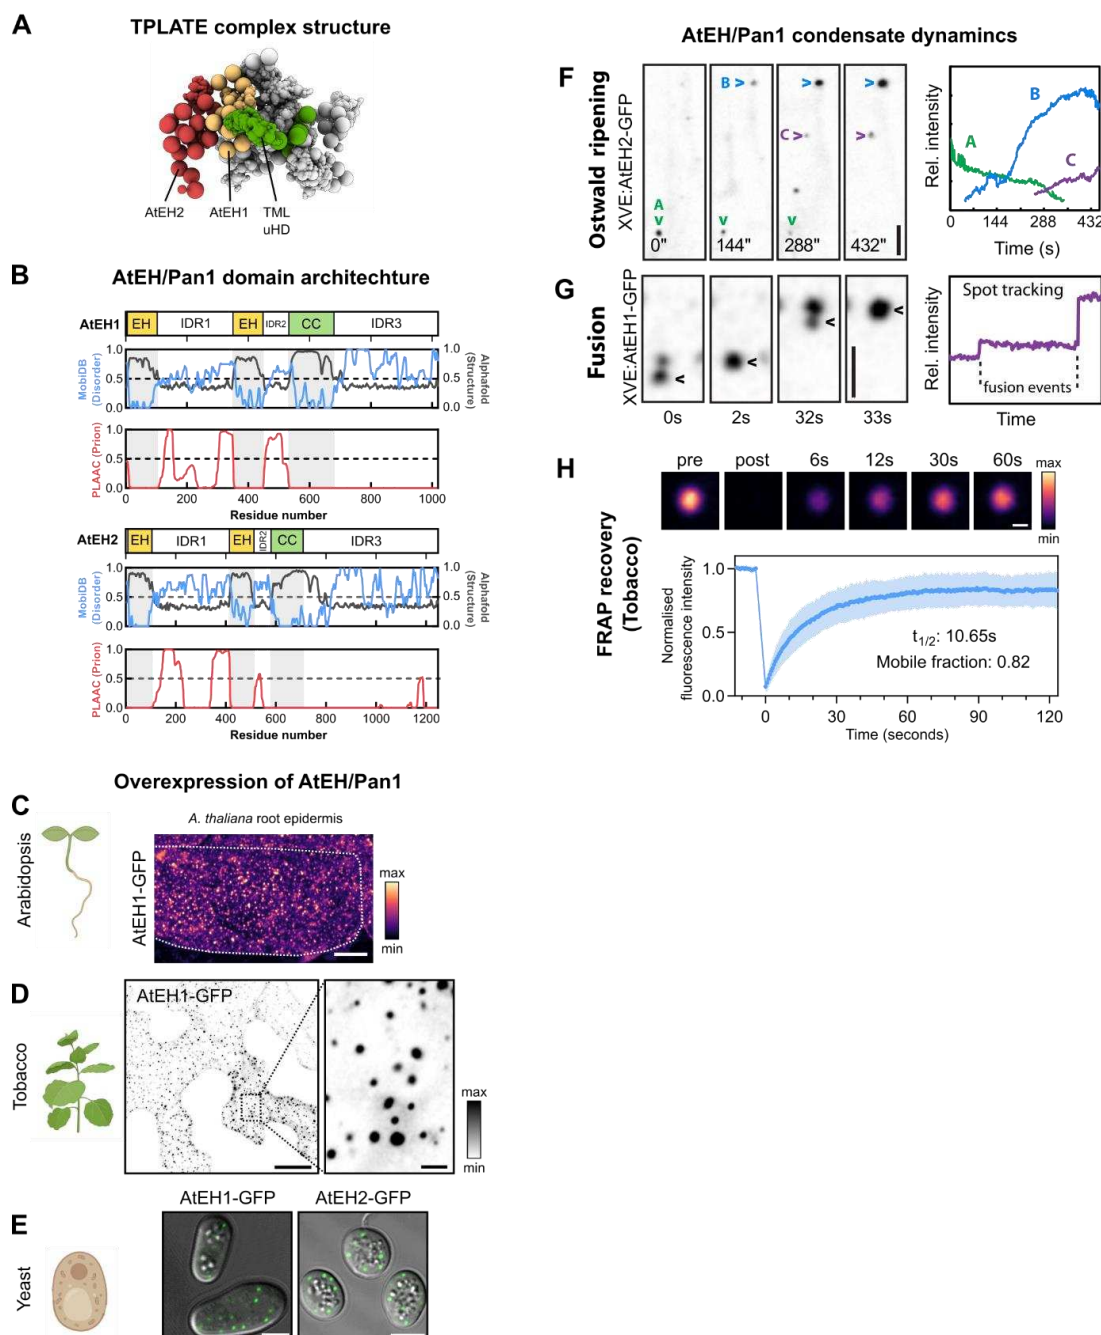 A
TPLATE complex structure
AtEH2
AtEH1
TML
uHD
B
AtEH/Pan1 domain architechture
AtEH1
EH
IDR1
EH
IDR2
CC
IDR3
MobiDB
(Disorder)
1.0
0.5
0.0
1.0
0.5
0.0
Alphafold
(Structure)
PLAAC (Prion)
1.0
0.5
0.0
0
200
400
600
800
1000
Residue number
AtEH2
EH
IDR1
EH
IDR2
CC
IDR3
MobiDB
(Disorder)
1.0
0.5
0.0
1.0
0.5
0.0
Alphafold
(Structure)
PLAAC (Prion)
1.0
0.5
0.0
0
200
400
600
800
1000
1200
Residue number
Overexpression of AtEH/Pan1
C
Arabidopsis
A. thaliana root epidermis
AtEH1-GFP
max
min
D
Tobacco
AtEH1-GFP
max
min
E
Yeast
AtEH1-GFP
AtEH2-GFP
AtEH/Pan1 condensate dynamincs
F
Ostwald ripening
XVE:AtEH2-GFP
A
v
0"
B >
v
144"
>
C >
v
288"
>
>
432"
Rel. intensity
A
B
C
0
144
288
432
Time (s)
G
Fusion
XVE:AtEH1-GFP
<
<
<
<
0s
2s
32s
33s
Rel. intensity
Spot tracking
fusion events
Time
H
FRAP recovery
(Tobacco)
pre
post
6s
12s
30s
60s
max
min
Normalised
fluorescence intensity
1.0
0.5
0.0
t1/2: 10.65s
Mobile fraction: 0.82
0
30
60
90
120
Time (seconds)